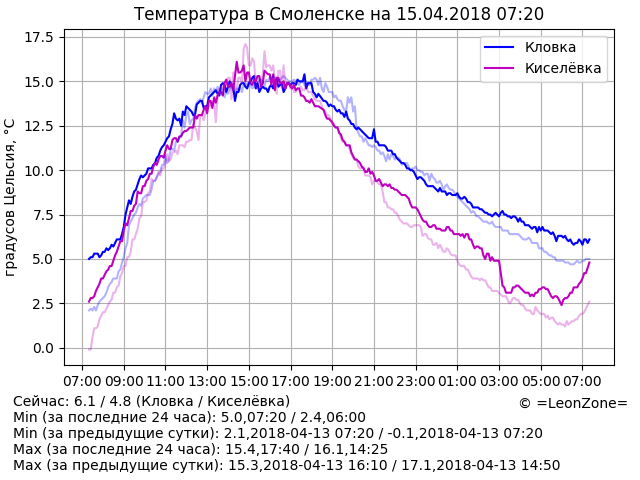 Температура в Смоленске на 15.04.2018 07:20
17.5
15.0
12.5
10.0
7.5
5.0
2.5
0.0
градусов Цельсия, °C
Кловка
Киселёвка
07:00 09:00 11:00 13:00 15:00 17:00 19:00 21:00 23:00 01:00 03:00 05:00 07:00
Сейчас: 6.1 / 4.8 (Кловка / Киселёвка)
© =LeonZone=
Min (за последние 24 часа): 5.0,07:20 / 2.4,06:00
Min (за предыдущие сутки): 2.1,2018-04-13 07:20 / -0.1,2018-04-13 07:20
Max (за последние 24 часа): 15.4,17:40 / 16.1,14:25
Max (за предыдущие сутки): 15.3,2018-04-13 16:10 / 17.1,2018-04-13 14:50